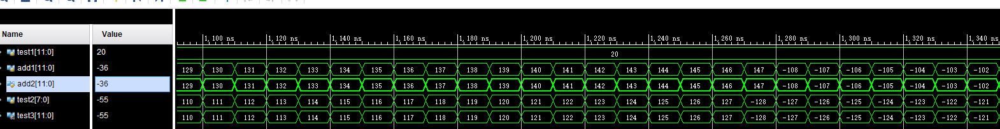 1,100 ns 1,120 ns 1,140 ns 1,160 ns 1,180 ns 1,200 ns 1,220 ns 1,240 ns 1,260 ns 1,280 ns 1,300 ns 1,320 ns 1,340 ns
Name Value
test1[11:0] 20 20
add1[11:0] -36 129 130 131 132 133 134 135 136 137 138 139 140 141 142 143 144 145 146 147 -108 -107 -106 -105 -104 -103 -102
add2[11:0] -36 129 130 131 132 133 134 135 136 137 138 139 140 141 142 143 144 145 146 147 -108 -107 -106 -105 -104 -103 -102
test2[7:0] -55 110 111 112 113 114 115 116 117 118 119 120 121 122 123 124 125 126 127 -128 -127 -126 -125 -124 -123 -122 -121
test3[11:0] -55 110 111 112 113 114 115 116 117 118 119 120 121 122 123 124 125 126 127 -128 -127 -126 -125 -124 -123 -122 -121